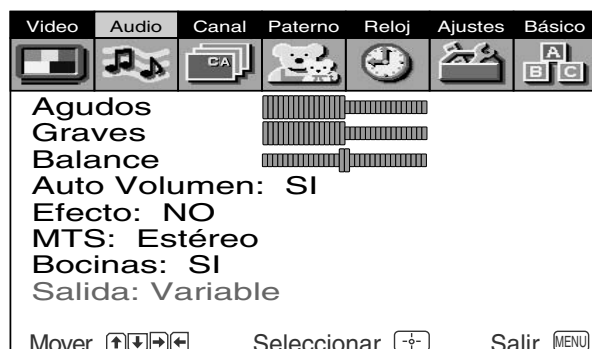 Video Audio Canal Paterno Reloj Ajustes Básico
CA A B C
Agudos
Graves
Balance
Auto Volumen: SI
Efecto: NO
MTS: Estéreo
Bocinas: SI
Salida: Variable
Mover Seleccionar Salir MENU